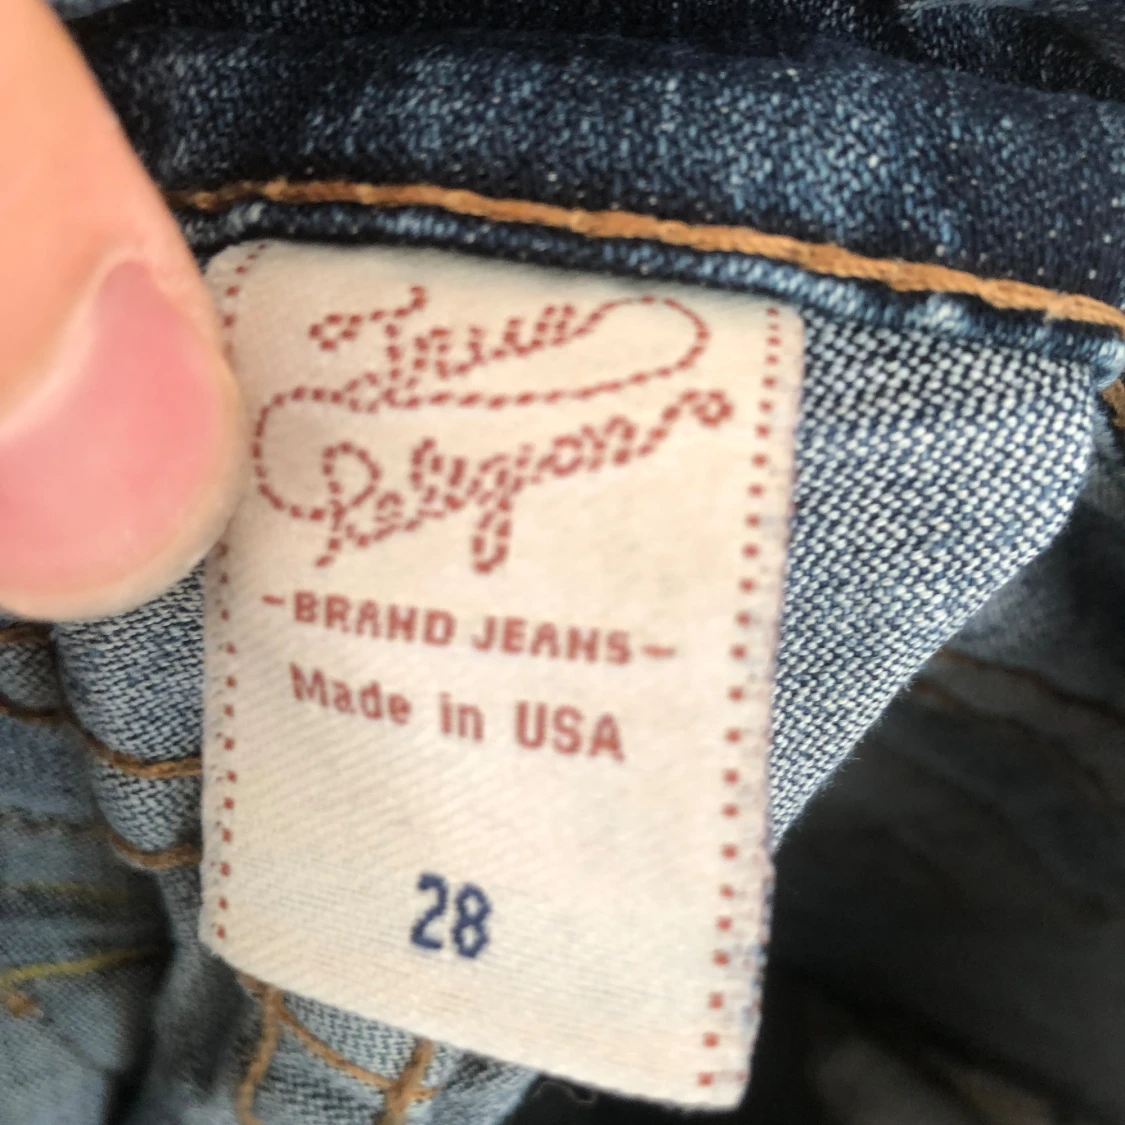 True
Religion
-BRAND JEANS-
Made in USA
28